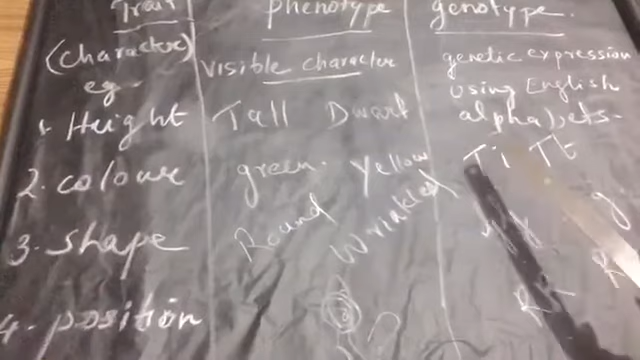 Trait phenotype genotype.
(character) visible character genetic expression
eg- using English
1. Height Tall Dwarf alphabets-
2. colour green. Yellow Tt
3. shape Round Wrinkled
4. position